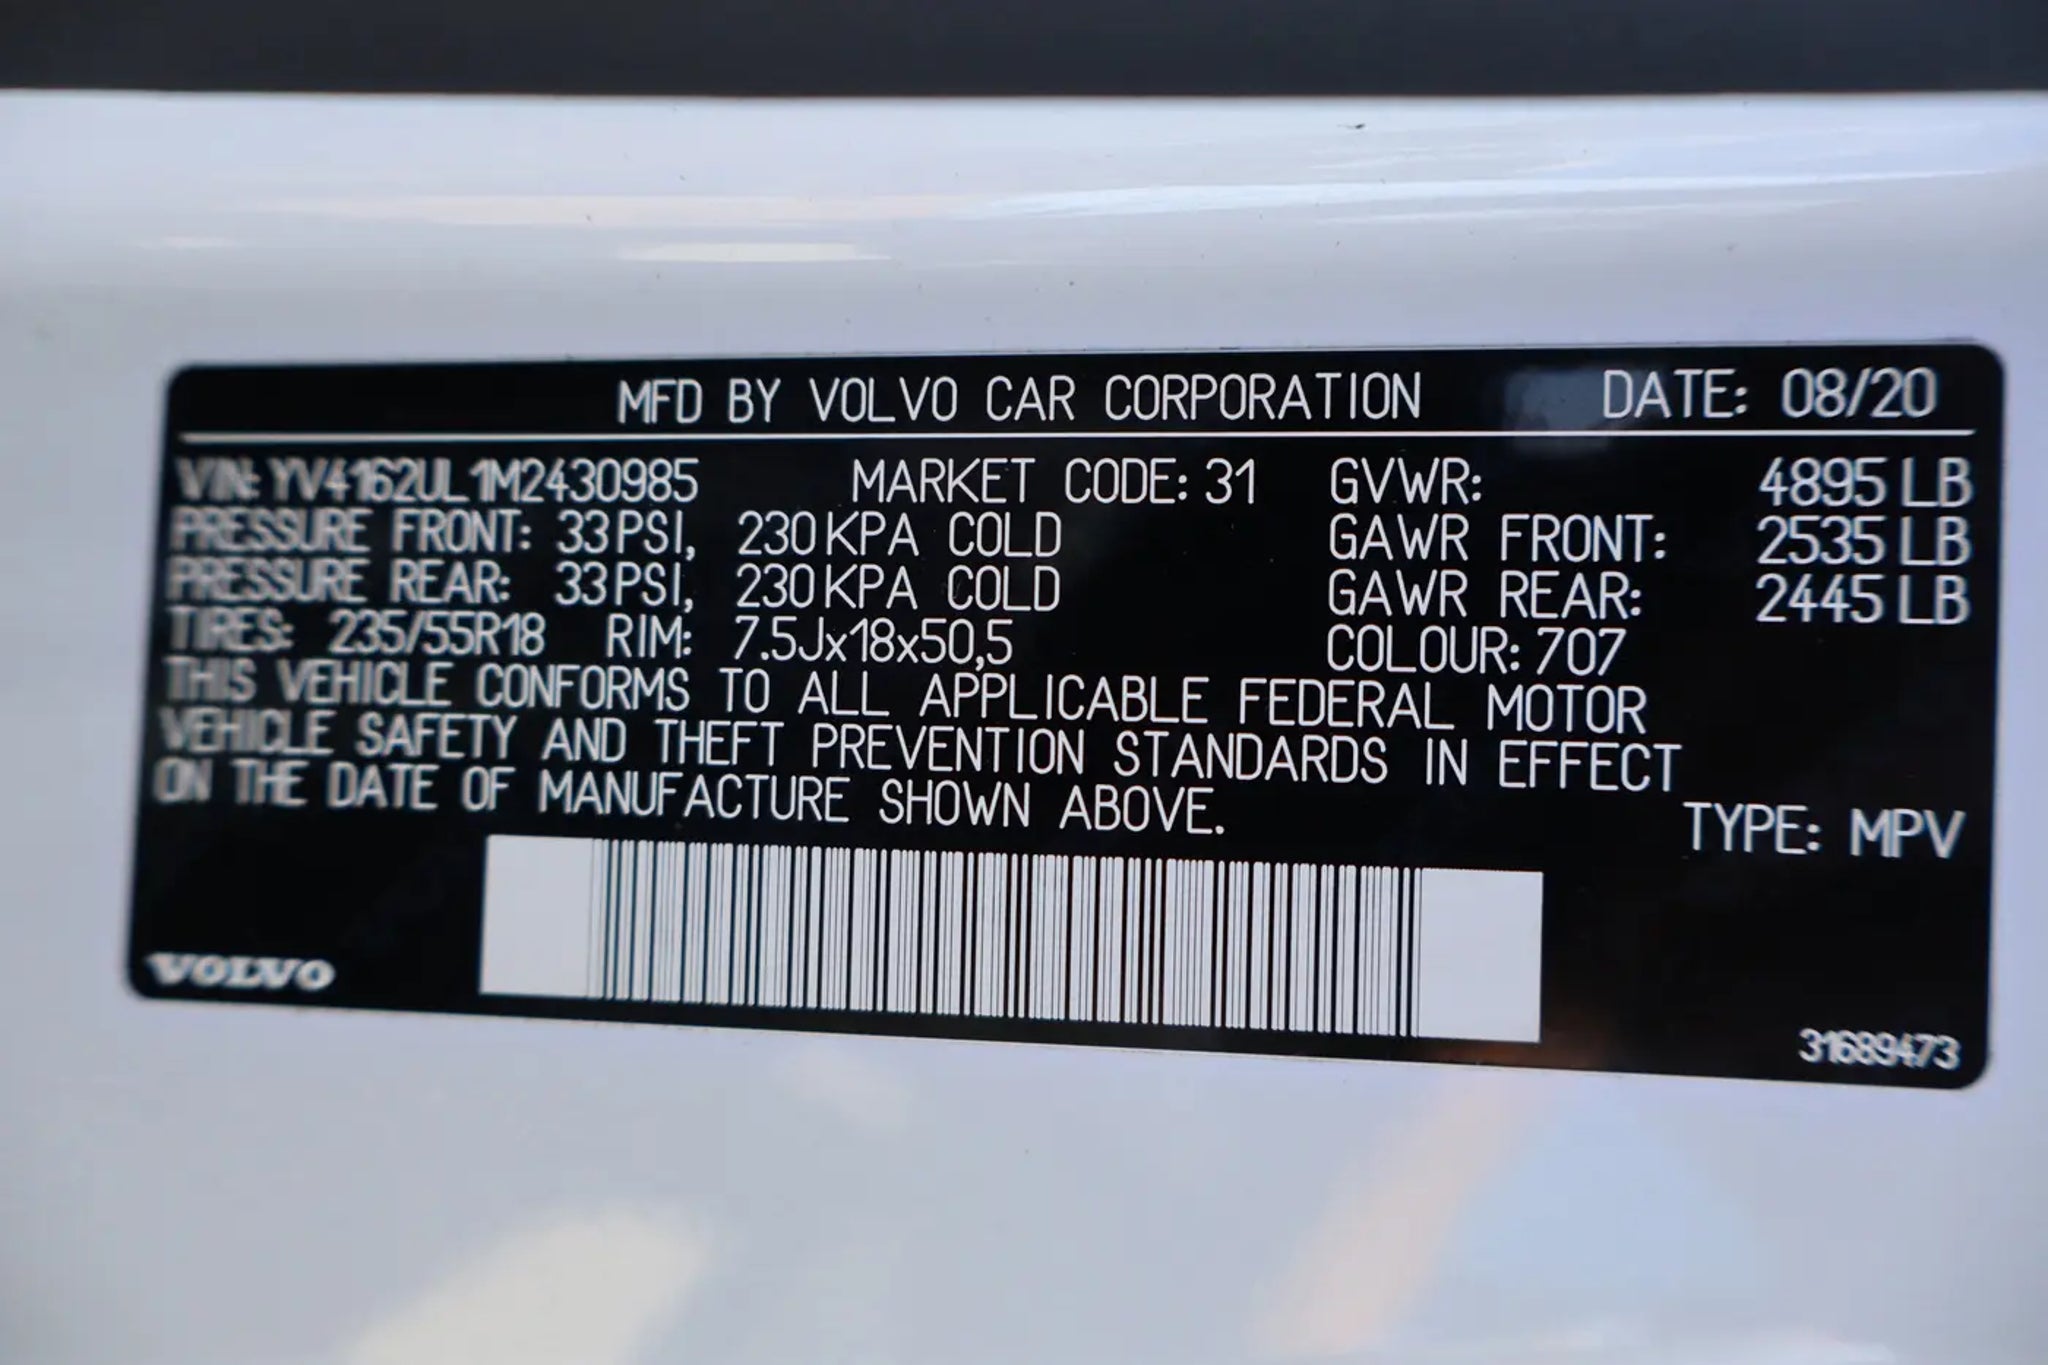 MFD BY VOLVO CAR CORPORATION DATE: 08/20
VIN: YV4162UL1M2430985 MARKET CODE: 31 GVWR: 4895 LB
PRESSURE FRONT: 33 PSI, 230 KPA COLD GAWR FRONT: 2535 LB
PRESSURE REAR: 33 PSI, 230 KPA COLD GAWR REAR: 2445 LB
TIRES: 235/55R18 RIM: 7.5Jx18x50,5 COLOUR: 707
THIS VEHICLE CONFORMS TO ALL APPLICABLE FEDERAL MOTOR
VEHICLE SAFETY AND THEFT PREVENTION STANDARDS IN EFFECT
ON THE DATE OF MANUFACTURE SHOWN ABOVE.
TYPE: MPV
VOLVO
31689473